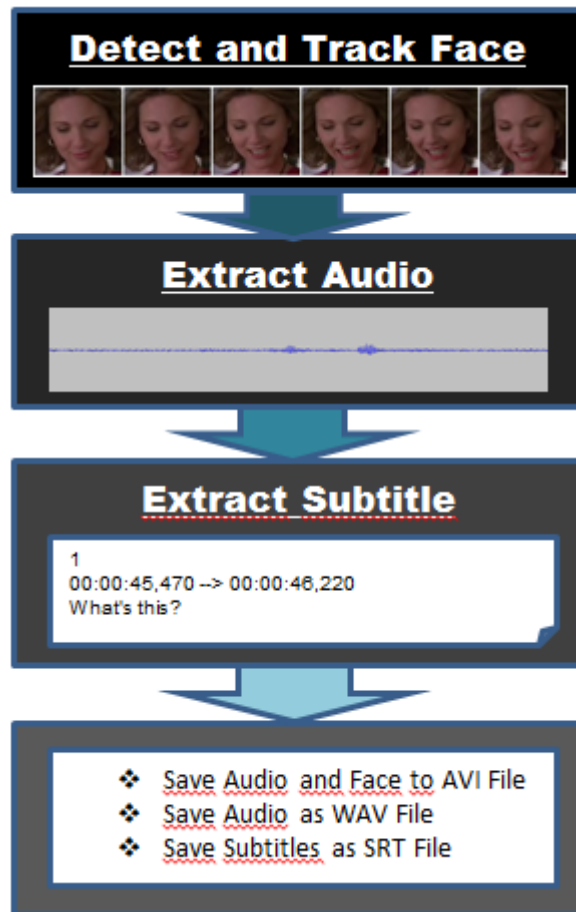 Detect and Track Face
Extract Audio
Extract Subtitle
1
00:00:45,470 --> 00:00:46,220
What's this?
❖ Save Audio and Face to AVI File
❖ Save Audio as WAV File
❖ Save Subtitles as SRT File